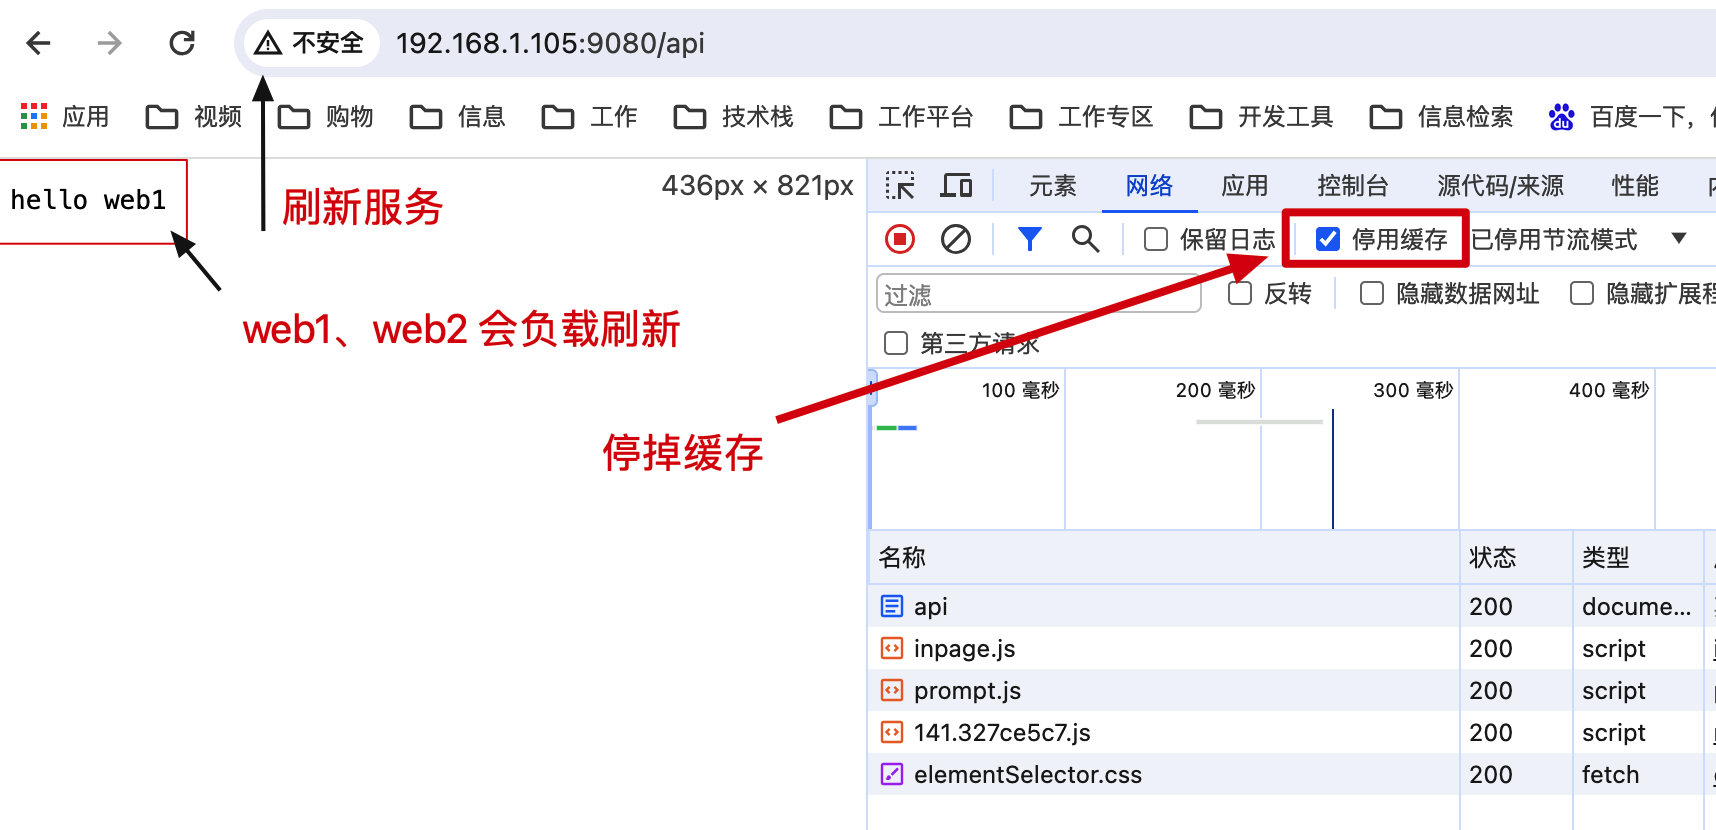 不安全 192.168.1.105:9080/api
应用 视频 购物 信息 工作 技术栈 工作平台 工作专区 开发工具 信息检索 百度一下，
hello web1
刷新服务
436px × 821px
web1、web2 会负载刷新
停掉缓存
元素 网络 应用 控制台 源代码/来源 性能
保留日志 停用缓存 已停用节流模式
过滤 反转 隐藏数据网址 隐藏扩展程
第三方请求
100 毫秒 200 毫秒 300 毫秒 400 毫秒
名称 状态 类型
api 200 docume...
inpage.js 200 script
prompt.js 200 script
141.327ce5c7.js 200 script
elementSelector.css 200 fetch